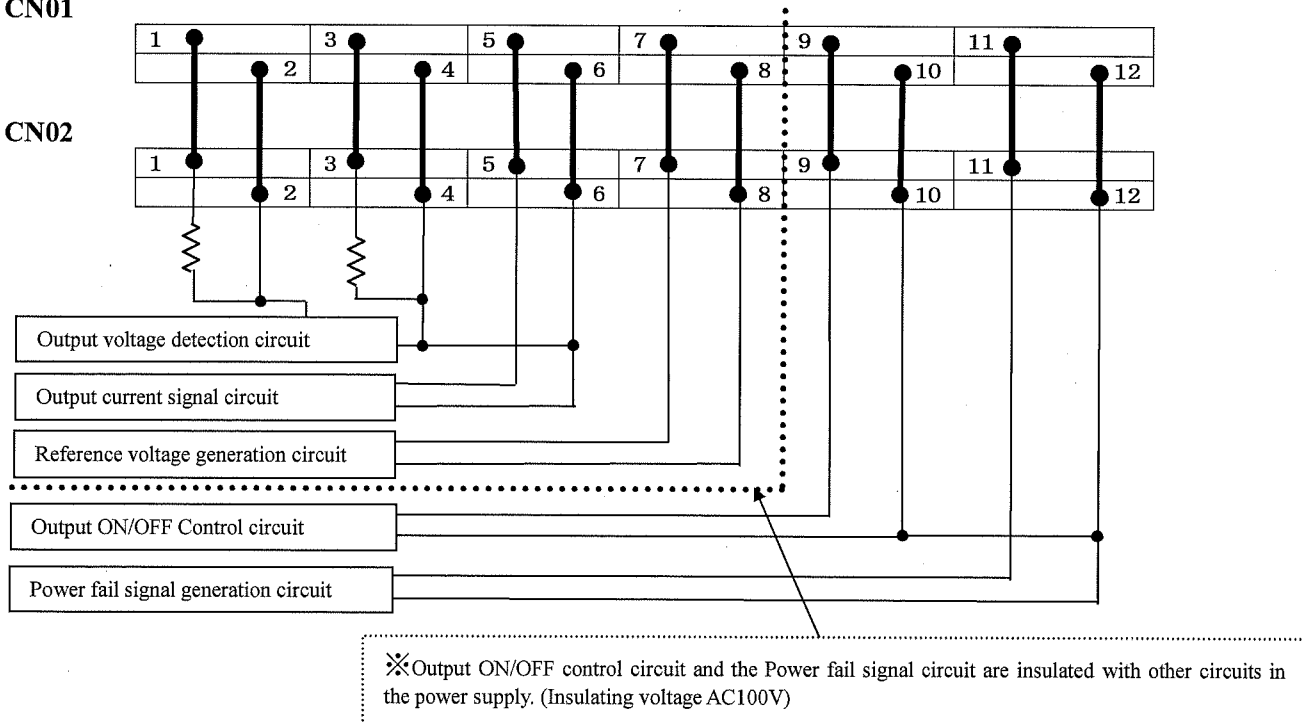 CN01
1 3 5 7 9 11
2 4 6 8 10 12
CN02
1 3 5 7 9 11
2 4 6 8 10 12
Output voltage detection circuit
Output current signal circuit
Reference voltage generation circuit
Output ON/OFF Control circuit
Power fail signal generation circuit
※Output ON/OFF control circuit and the Power fail signal circuit are insulated with other circuits in
the power supply. (Insulating voltage AC100V)